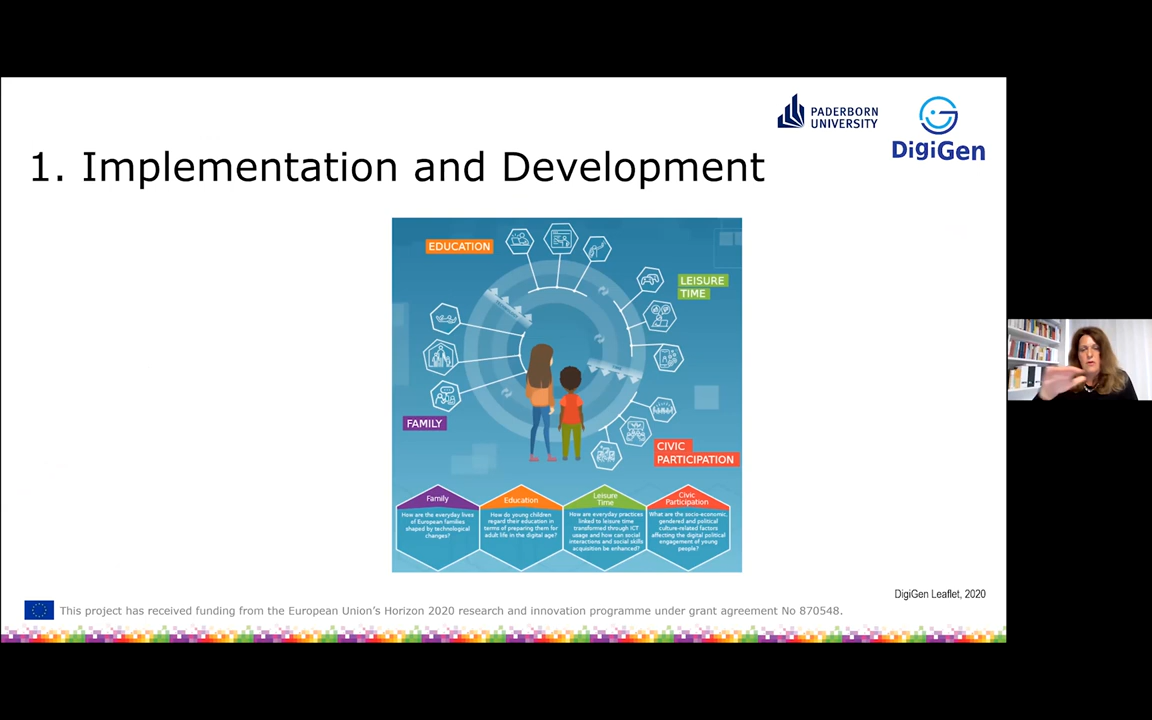 PADERBORN
UNIVERSITY
DigiGen
1. Implementation and Development
EDUCATION
LEISURE
TIME
FAMILY
CIVIC
PARTICIPATION
Family
How are the everyday lives
of European families
shaped by technological
changes?
Education
How do young children
regard their education in
terms of preparing them for
adult life in the digital age?
Leisure
Time
How are everyday practices
linked to leisure time
transformed through ICT
usage and how can social
interactions and social skills
acquisition be enhanced?
Civic
Participation
What are the socio-economic,
gendered and political
culture-related factors
affecting the digital political
engagement of young
people?
DigiGen Leaflet, 2020
This project has received funding from the European Union's Horizon 2020 research and innovation programme under grant agreement No 870548.